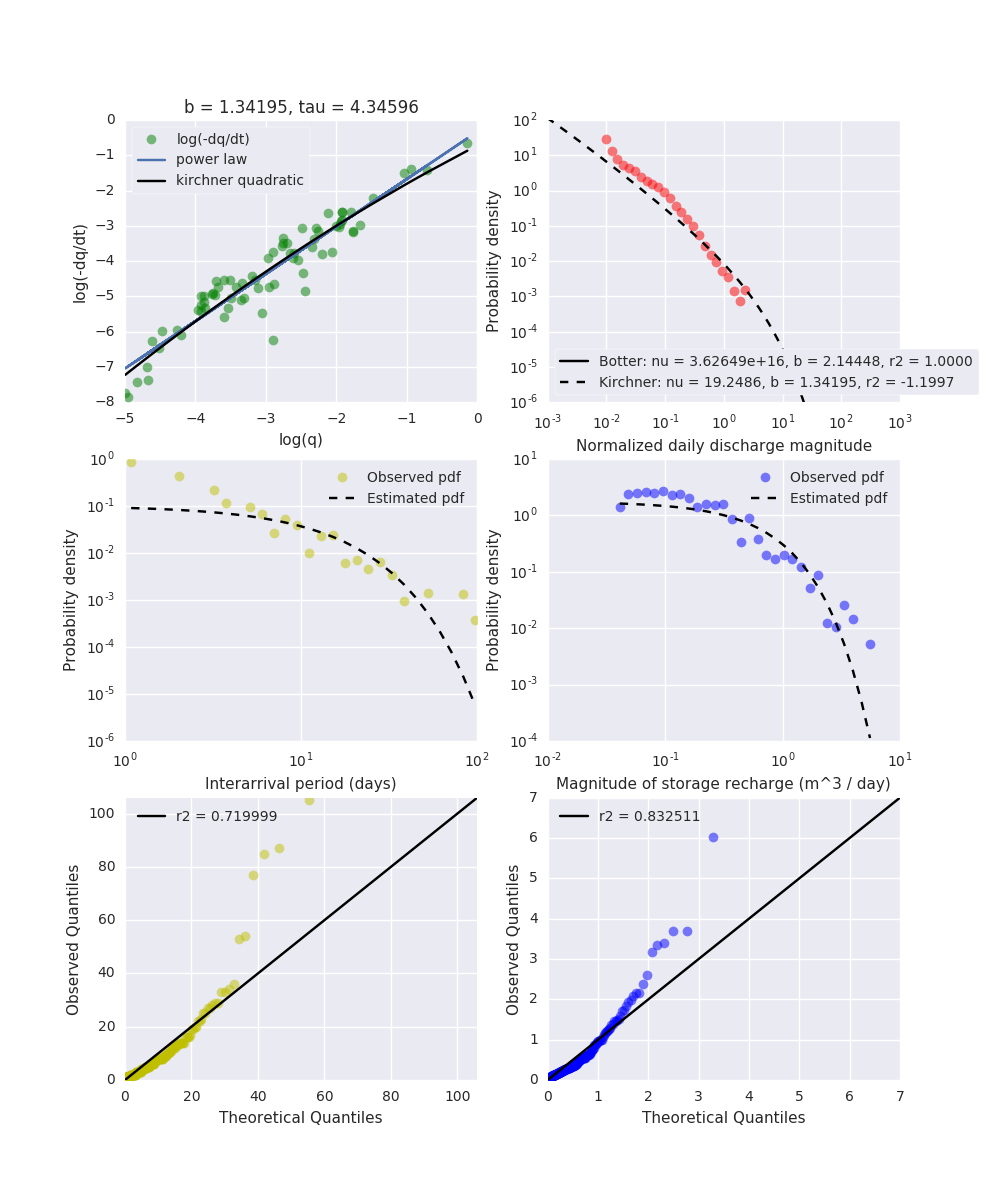 b = 1.34195, tau = 4.34596
log(-dq/dt)
power law
kirchner quadratic
0
−1
−2
−3
−4
−5
−6
−7
−8
log(-dq/dt)
−5 −4 −3 −2 −1 0
log(q)
10^2
10^1
10^0
10^-1
10^-2
10^-3
10^-4
10^-5
10^-6
Probability density
Botter: nu = 3.62649e+16, b = 2.14448, r2 = 1.0000
Kirchner: nu = 19.2486, b = 1.34195, r2 = -1.1997
10^-3 10^-2 10^-1 10^0 10^1 10^2 10^3
Normalized daily discharge magnitude
Observed pdf
Estimated pdf
10^0
10^-1
10^-2
10^-3
10^-4
10^-5
10^-6
Probability density
10^0 10^1 10^2
Interarrival period (days)
Observed pdf
Estimated pdf
10^1
10^0
10^-1
10^-2
10^-3
10^-4
Probability density
10^-2 10^-1 10^0 10^1
Magnitude of storage recharge (m^3 / day)
r2 = 0.719999
100
80
60
40
20
0
Observed Quantiles
0 20 40 60 80 100
Theoretical Quantiles
r2 = 0.832511
7
6
5
4
3
2
1
0
Observed Quantiles
0 1 2 3 4 5 6 7
Theoretical Quantiles